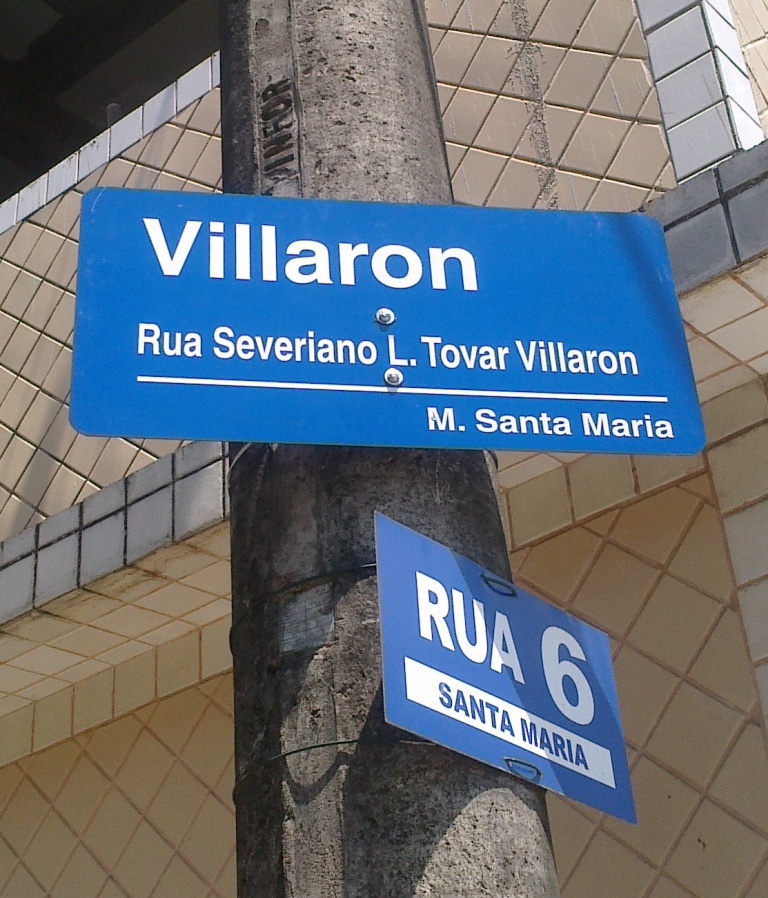 Villaron
Rua Severiano L. Tovar Villaron
M. Santa Maria
RUA 6
SANTA MARIA